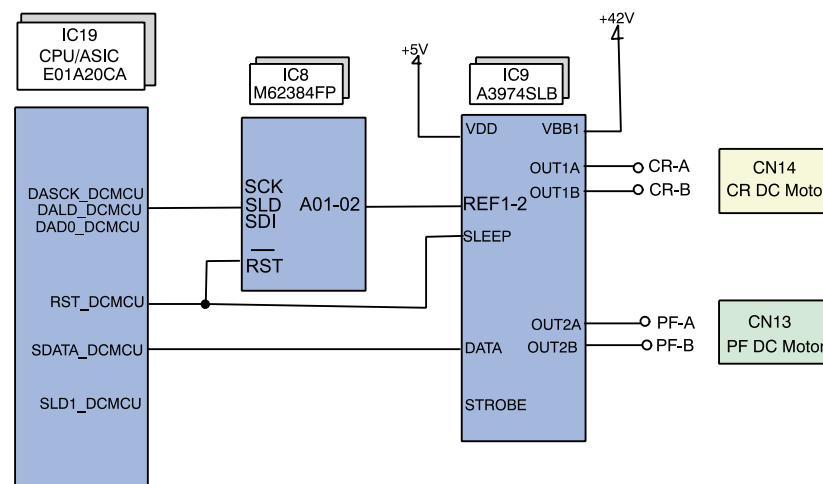 IC19
CPU/ASIC
E01A20CA
DASCK_DCMCU
DALD_DCMCU
DAD0_DCMCU
RST_DCMCU
SDATA_DCMCU
SLD1_DCMCU
IC8
M62384FP
SCK
SLD
SDI
A01-02
RST
+5V
+42V
IC9
A3974SLB
VDD
VBB1
OUT1A
OUT1B
REF1-2
SLEEP
OUT2A
OUT2B
DATA
STROBE
CR-A
CR-B
PF-A
PF-B
CN14
CR DC Moto
CN13
PF DC Motor